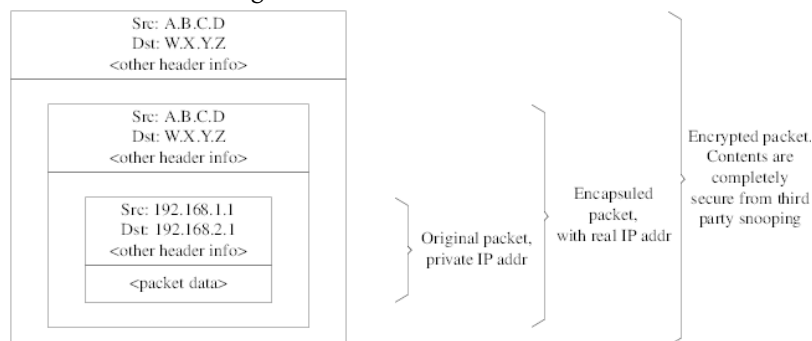 Src: A.B.C.D
Dst: W.X.Y.Z
<other header info>
Src: A.B.C.D
Dst: W.X.Y.Z
<other header info>
Src: 192.168.1.1
Dst: 192.168.2.1
<other header info>
<packet data>
Original packet,
private IP addr
Encapsuled
packet,
with real IP addr
Encrypted packet.
Contents are
completely
secure from third
party snooping